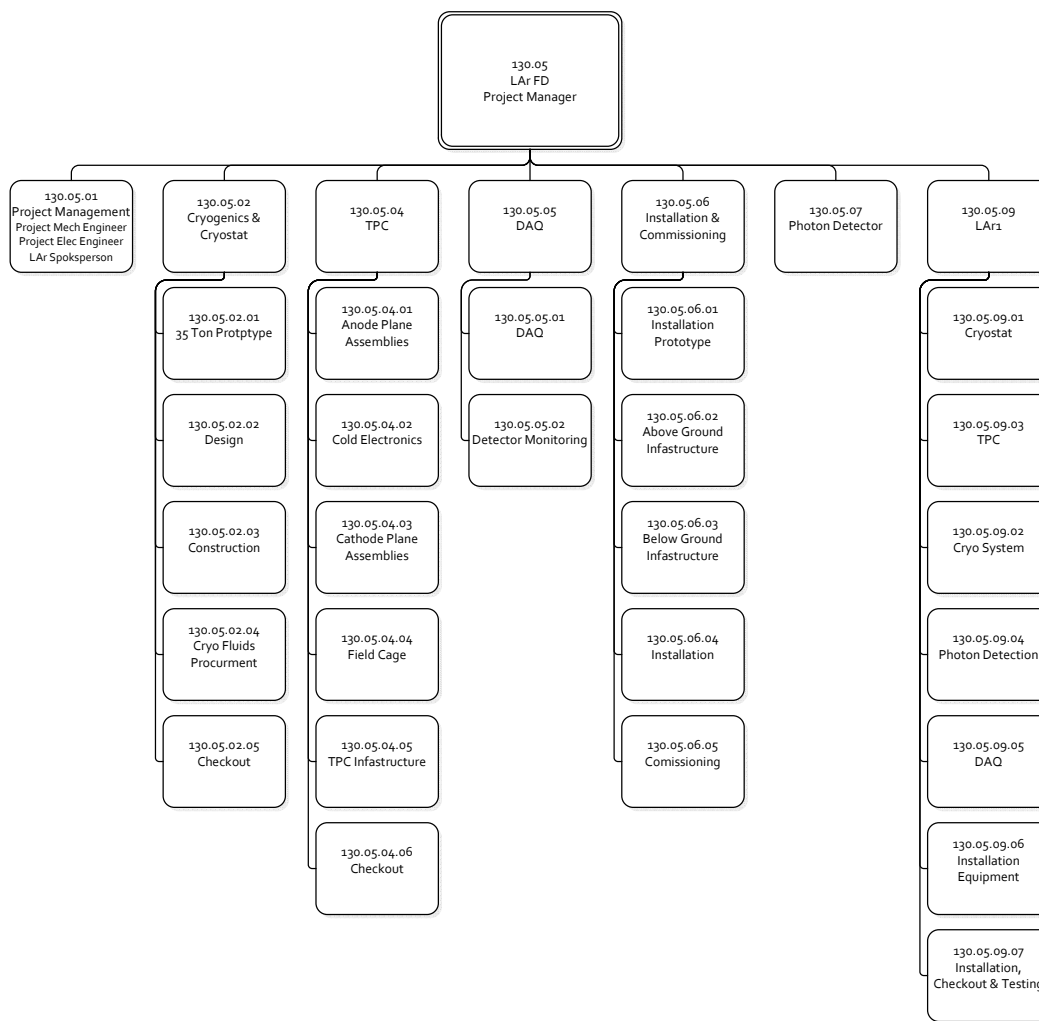 130.05
LAr FD
Project Manager
130.05.01
Project Management
Project Mech Engineer
Project Elec Engineer
LAr Spoksperson
130.05.02
Cryogenics &
Cryostat
130.05.04
TPC
130.05.05
DAQ
130.05.06
Installation &
Commissioning
130.05.07
Photon Detector
130.05.09
LAr1
130.05.02.01
35 Ton Protptype
130.05.02.02
Design
130.05.02.03
Construction
130.05.02.04
Cryo Fluids
Procurment
130.05.02.05
Checkout
130.05.04.01
Anode Plane
Assemblies
130.05.04.02
Cold Electronics
130.05.04.03
Cathode Plane
Assemblies
130.05.04.04
Field Cage
130.05.04.05
TPC Infastructure
130.05.04.06
Checkout
130.05.05.01
DAQ
130.05.05.02
Detector Monitoring
130.05.06.01
Installation
Prototype
130.05.06.02
Above Ground
Infastructure
130.05.06.03
Below Ground
Infastructure
130.05.06.04
Installation
130.05.06.05
Comissioning
130.05.09.01
Cryostat
130.05.09.03
TPC
130.05.09.02
Cryo System
130.05.09.04
Photon Detection
130.05.09.05
DAQ
130.05.09.06
Installation
Equipment
130.05.09.07
Installation,
Checkout & Testing